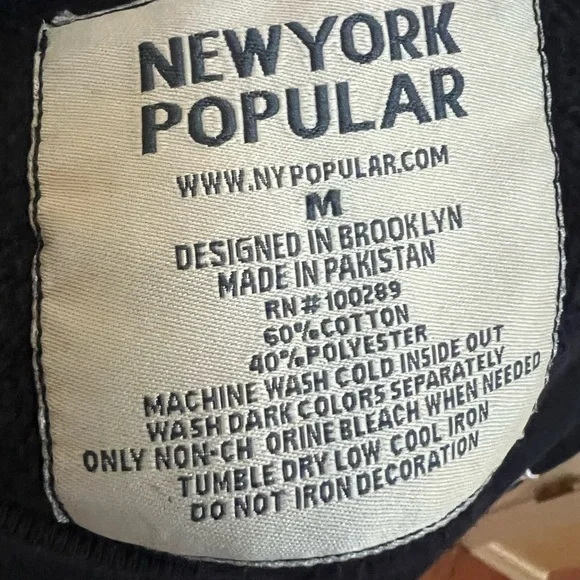 NEW YORK
POPULAR
WWW.NYPOPULAR.COM
M
DESIGNED IN BROOKLYN
MADE IN PAKISTAN
RN#100289
60%COTTON
40%POLYESTER
MACHINE WASH COLD INSIDE OUT
WASH DARK COLORS SEPARATELY
ONLY NON-CH ORINE BLEACH WHEN NEEDED
TUMBLE DRY LOW COOL IRON
DO NOT IRON DECORATION